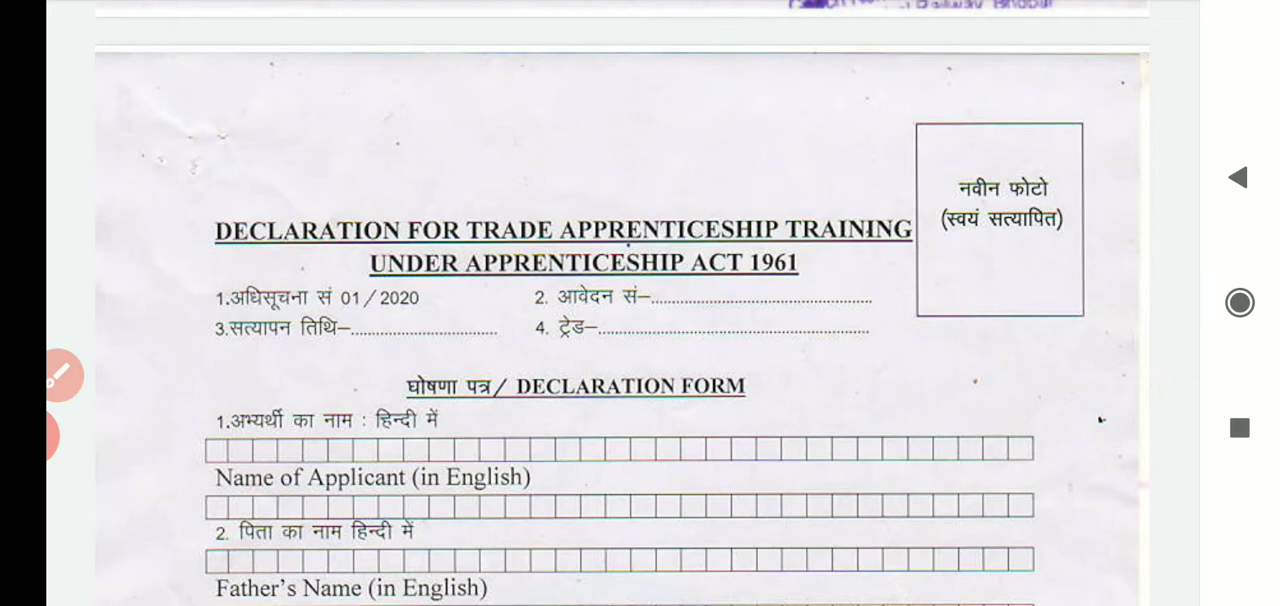 Railway Bhopal
नवीन फोटो
(स्वयं सत्यापित)
DECLARATION FOR TRADE APPRENTICESHIP TRAINING
UNDER APPRENTICESHIP ACT 1961
1.अधिसूचना सं 01/2020 2. आवेदन सं–....................................................
3.सत्यापन तिथि–.................................. 4. ट्रेड–...............................................................
घोषणा पत्र/ DECLARATION FORM
1.अभ्यर्थी का नाम : हिन्दी में
Name of Applicant (in English)
2. पिता का नाम हिन्दी में
Father's Name (in English)